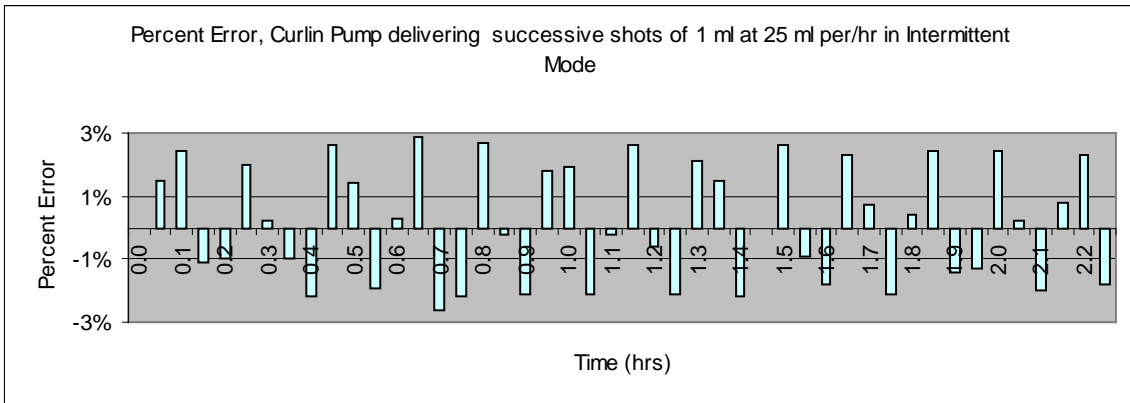 Percent Error, Curlin Pump delivering successive shots of 1 ml at 25 ml per/hr in Intermittent
Mode
3%
1%
-1%
-3%
Percent Error
0.0 0.1 0.2 0.3 0.4 0.5 0.6 0.7 0.8 0.9 1.0 1.1 1.2 1.3 1.4 1.5 1.6 1.7 1.8 1.9 2.0 2.1 2.2
Time (hrs)